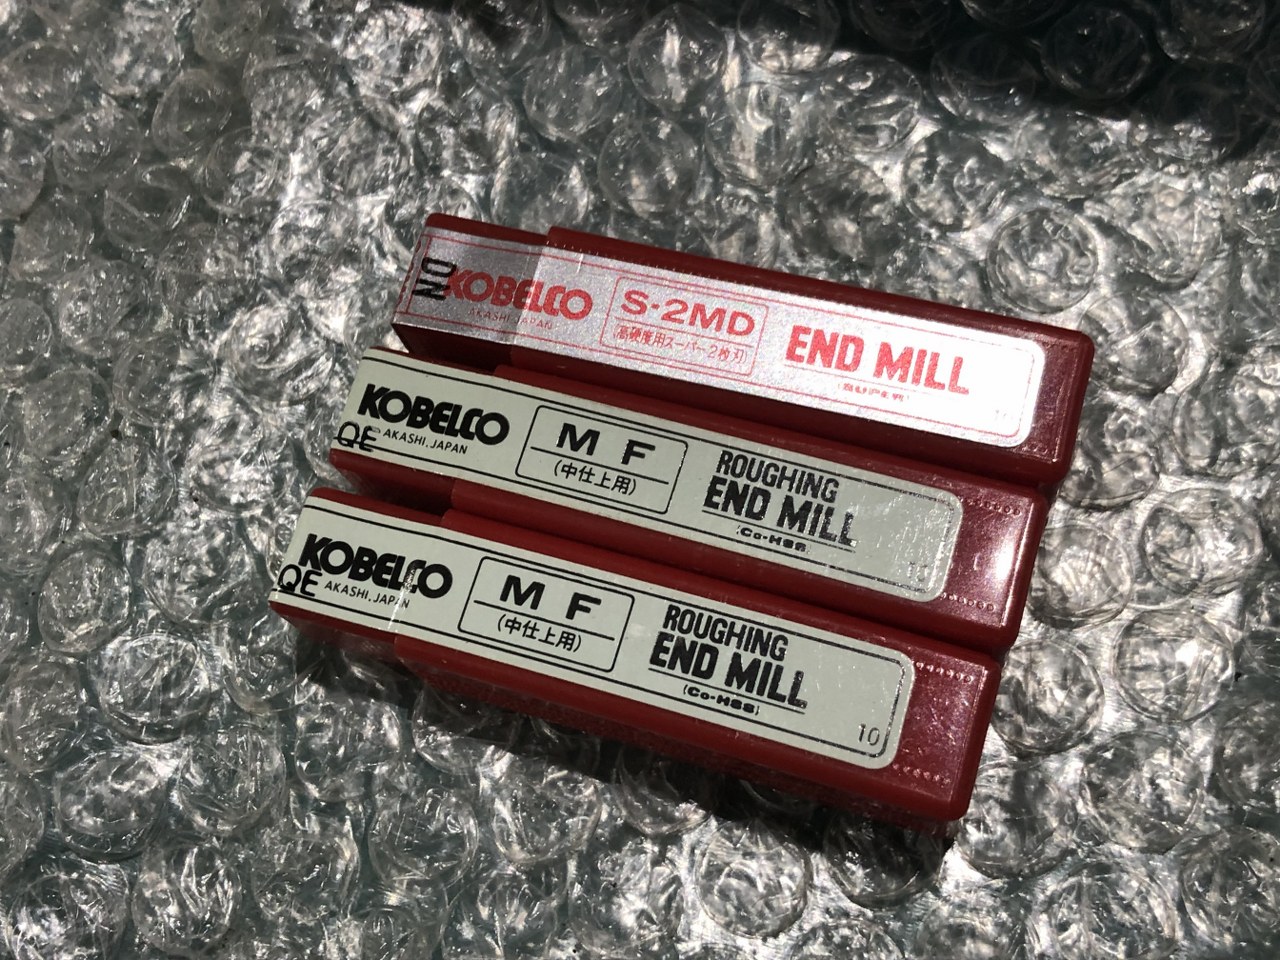 NO
KOBELCO
AKASHI, JAPAN
S-2MD
高硬度用スーパー2枚刃
END MILL
SUPER
KOBELCO
QE AKASHI, JAPAN
M F
(中仕上用)
ROUGHING
END MILL
(Co-HSS)
KOBELCO
QE AKASHI, JAPAN
M F
(中仕上用)
ROUGHING
END MILL
(Co-HSS)
10